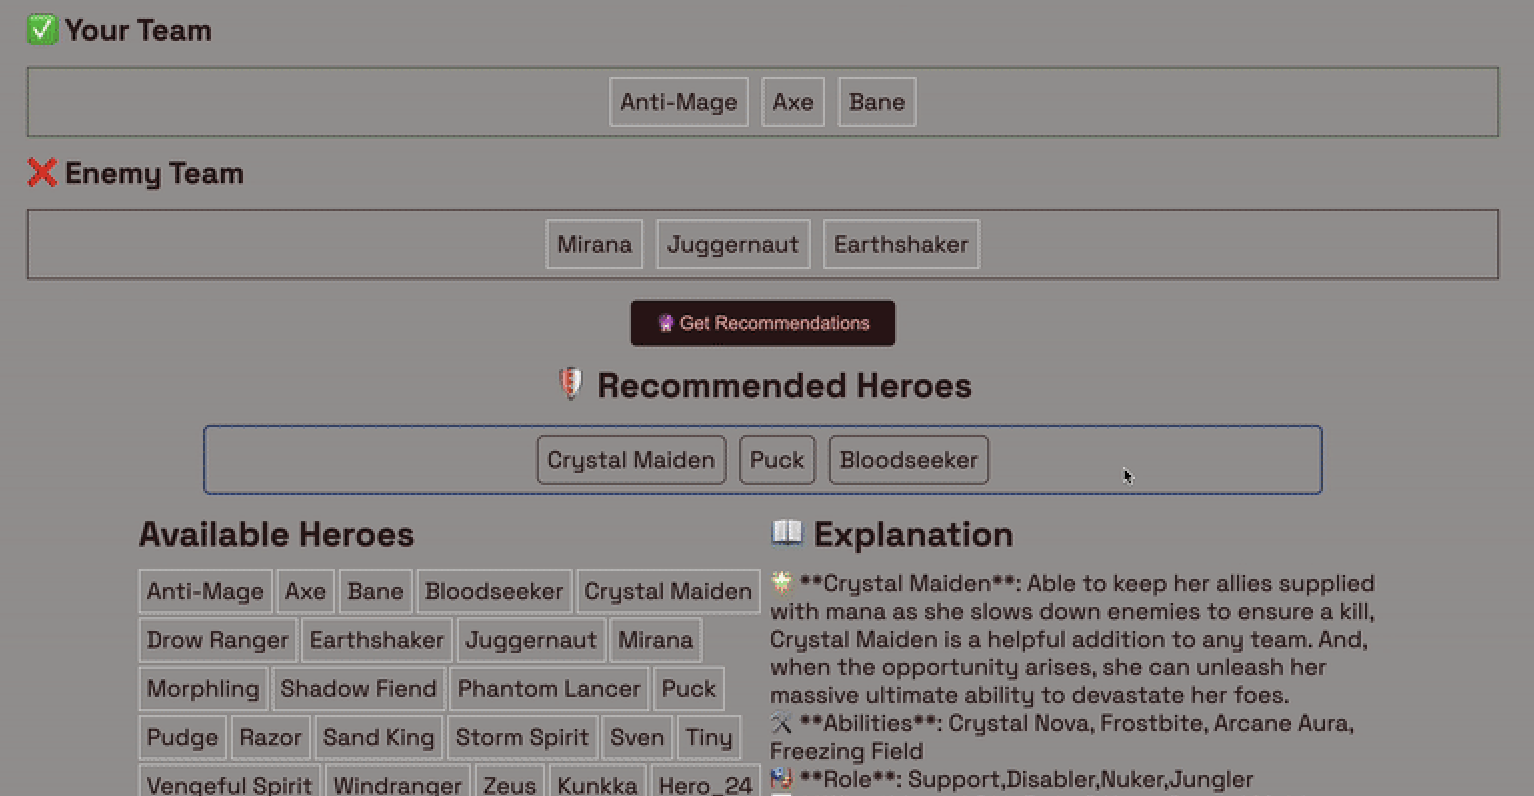 ✅ Your Team
Anti-Mage Axe Bane
❌ Enemy Team
Mirana Juggernaut Earthshaker
🔮 Get Recommendations
Recommended Heroes
Crystal Maiden Puck Bloodseeker
Available Heroes
Anti-Mage Axe Bane Bloodseeker Crystal Maiden
Drow Ranger Earthshaker Juggernaut Mirana
Morphling Shadow Fiend Phantom Lancer Puck
Pudge Razor Sand King Storm Spirit Sven Tiny
Vengeful Spirit Windranger Zeus Kunkka Hero_24
📖 Explanation
🌟 **Crystal Maiden**: Able to keep her allies supplied
with mana as she slows down enemies to ensure a kill,
Crystal Maiden is a helpful addition to any team. And,
when the opportunity arises, she can unleash her
massive ultimate ability to devastate her foes.
🛠 **Abilities**: Crystal Nova, Frostbite, Arcane Aura,
Freezing Field
**Role**: Support,Disabler,Nuker,Jungler